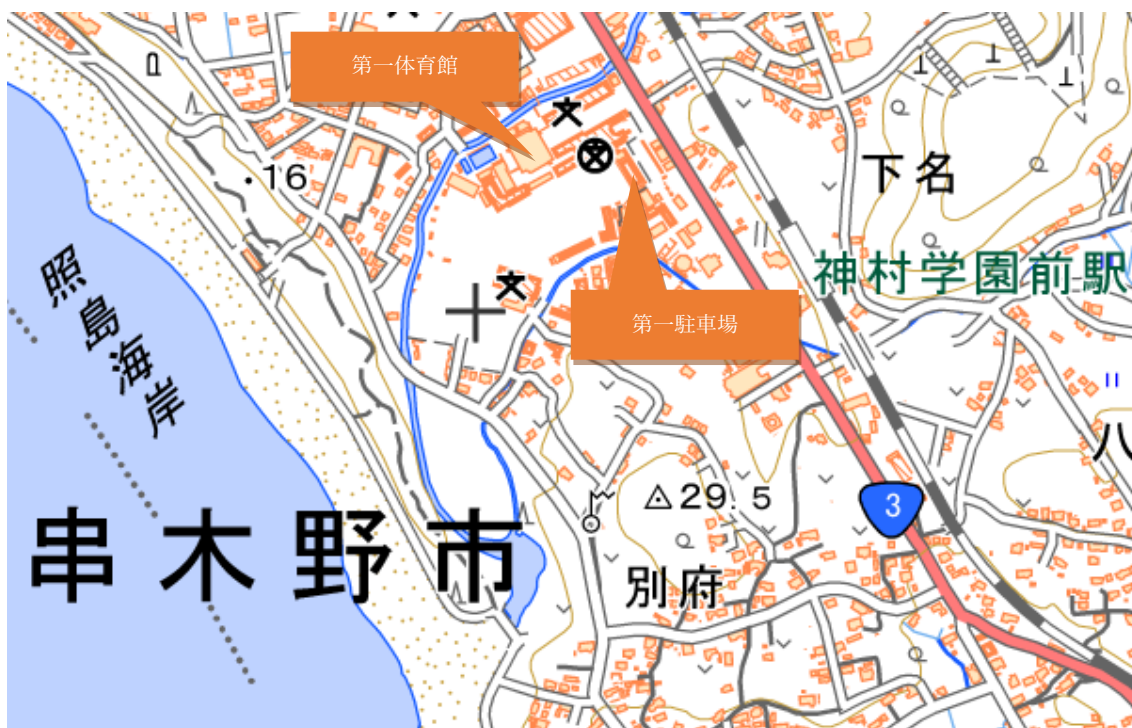 第一体育館
・16
下名
神村学園前駅
照島海岸
第一駐車場
八
3
29.5
串木野市
別府